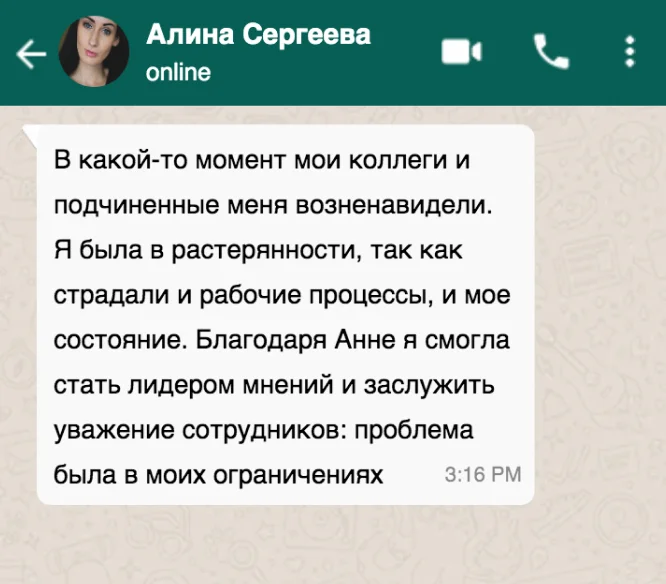 Алина Сергеева
online
В какой-то момент мои коллеги и
подчиненные меня возненавидели.
Я была в растерянности, так как
страдали и рабочие процессы, и мое
состояние. Благодаря Анне я смогла
стать лидером мнений и заслужить
уважение сотрудников: проблема
была в моих ограничениях
3:16 PM